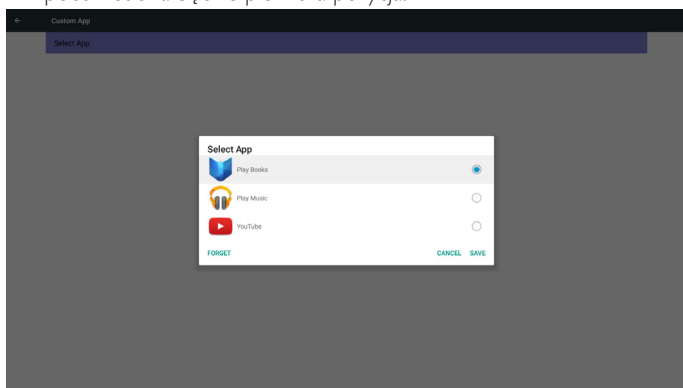 Custom App
Select App
Select App
Play Books
Play Music
YouTube
FORGET
CANCEL SAVE